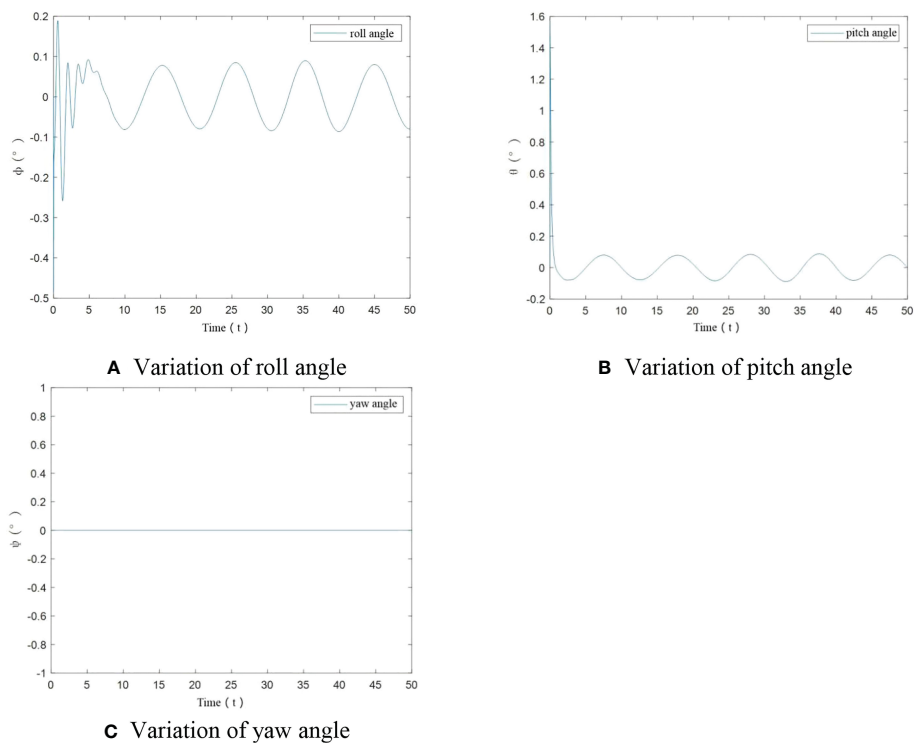 0.2
0.1
0
-0.1
-0.2
-0.3
-0.4
-0.5
ϕ (°)
roll angle
0 5 10 15 20 25 30 35 40 45 50
Time ( t )
A Variation of roll angle
1.6
1.4
1.2
1
0.8
0.6
0.4
0.2
0
-0.2
θ (°)
pitch angle
0 5 10 15 20 25 30 35 40 45 50
Time ( t )
B Variation of pitch angle
1
0.8
0.6
0.4
0.2
0
-0.2
-0.4
-0.6
-0.8
-1
ψ (°)
yaw angle
0 5 10 15 20 25 30 35 40 45 50
Time ( t )
C Variation of yaw angle